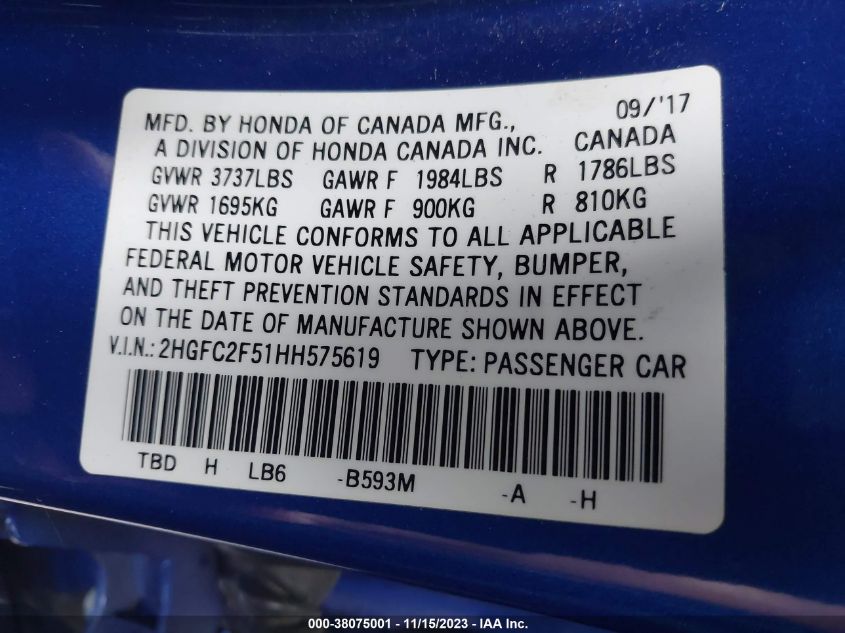 09/'17
MFD. BY HONDA OF CANADA MFG.,
A DIVISION OF HONDA CANADA INC. CANADA
GVWR 3737LBS GAWR F 1984LBS R 1786LBS
GVWR 1695KG GAWR F 900KG R 810KG
THIS VEHICLE CONFORMS TO ALL APPLICABLE
FEDERAL MOTOR VEHICLE SAFETY, BUMPER,
AND THEFT PREVENTION STANDARDS IN EFFECT
ON THE DATE OF MANUFACTURE SHOWN ABOVE.
V.I.N.: 2HGFC2F51HH575619 TYPE: PASSENGER CAR
TBD H LB6 -B593M -A -H
000-38075001 - 11/15/2023 - IAA Inc.